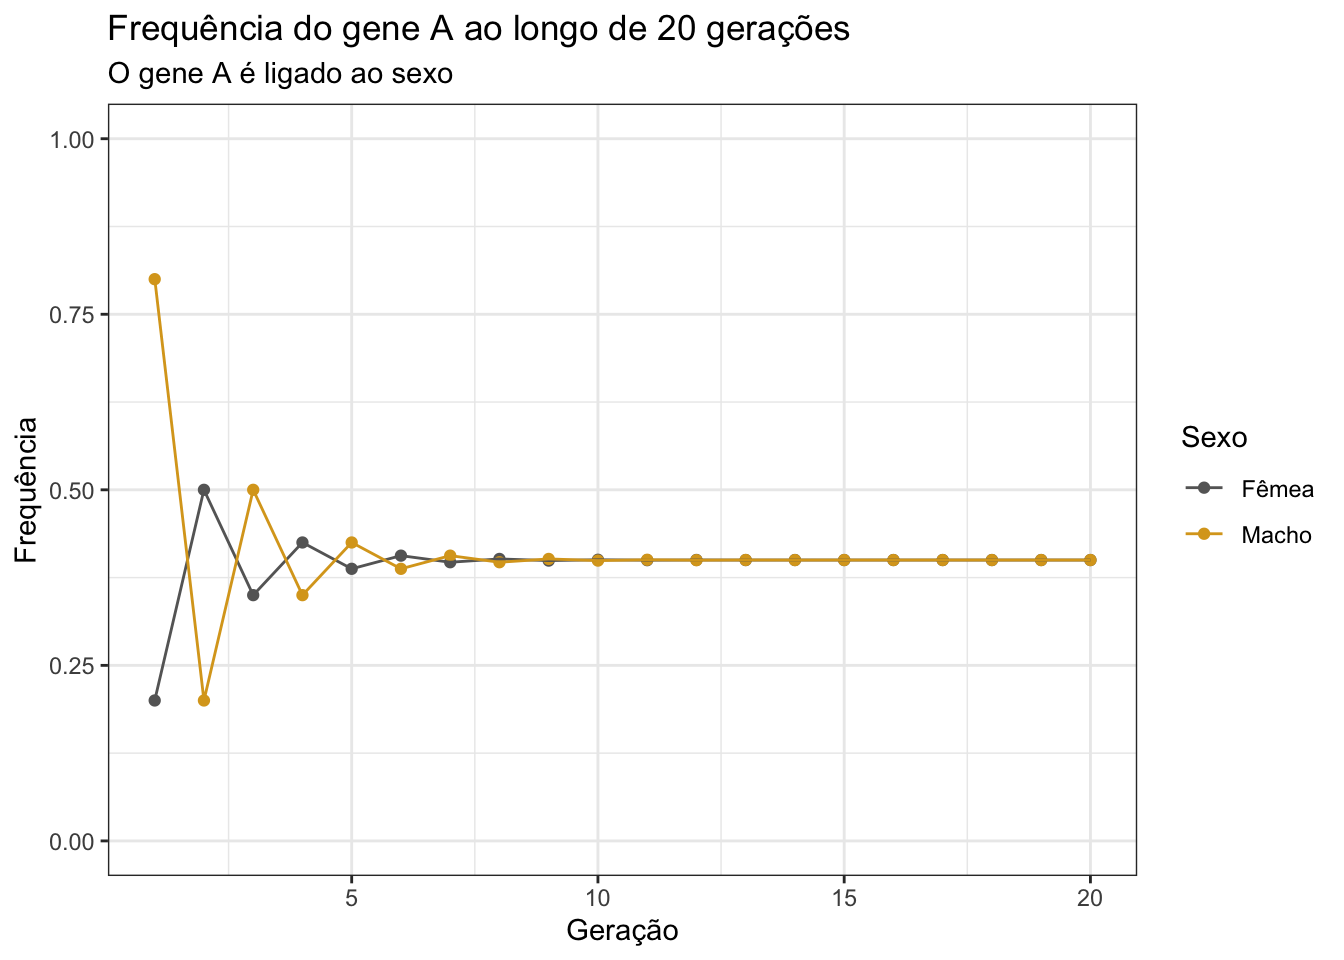 Frequência do gene A ao longo de 20 gerações
O gene A é ligado ao sexo
1.00
0.75
0.50
0.25
0.00
Frequência
5 10 15 20
Geração
Sexo
Fêmea
Macho